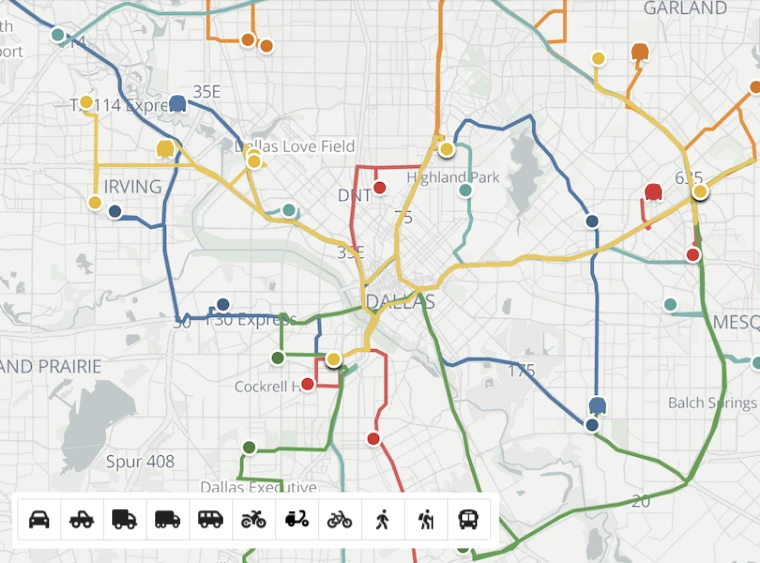 GARLAND
th
port
14
35E
TX 114 Express
Dallas Love Field
IRVING
DNT
Highland Park
635
75
35E
DALLAS
30
I 30 Express
MESQ
AND PRAIRIE
Cockrell H
175
Balch Springs
Spur 408
Dallas Executive
20